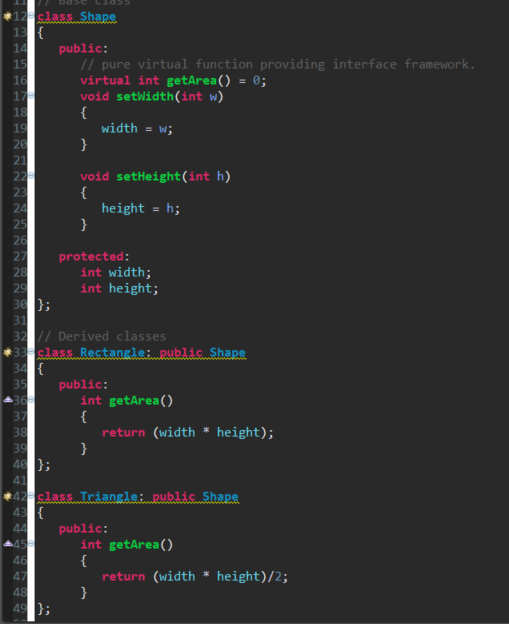 11 // Base class
12 class Shape
13 {
14    public:
15       // pure virtual function providing interface framework.
16       virtual int getArea() = 0;
17       void setWidth(int w)
18       {
19          width = w;
20       }
21
22       void setHeight(int h)
23       {
24          height = h;
25       }
26
27    protected:
28       int width;
29       int height;
30 };
31
32 // Derived classes
33 class Rectangle: public Shape
34 {
35    public:
36       int getArea()
37       {
38          return (width * height);
39       }
40 };
41
42 class Triangle: public Shape
43 {
44    public:
45       int getArea()
46       {
47          return (width * height)/2;
48       }
49 };